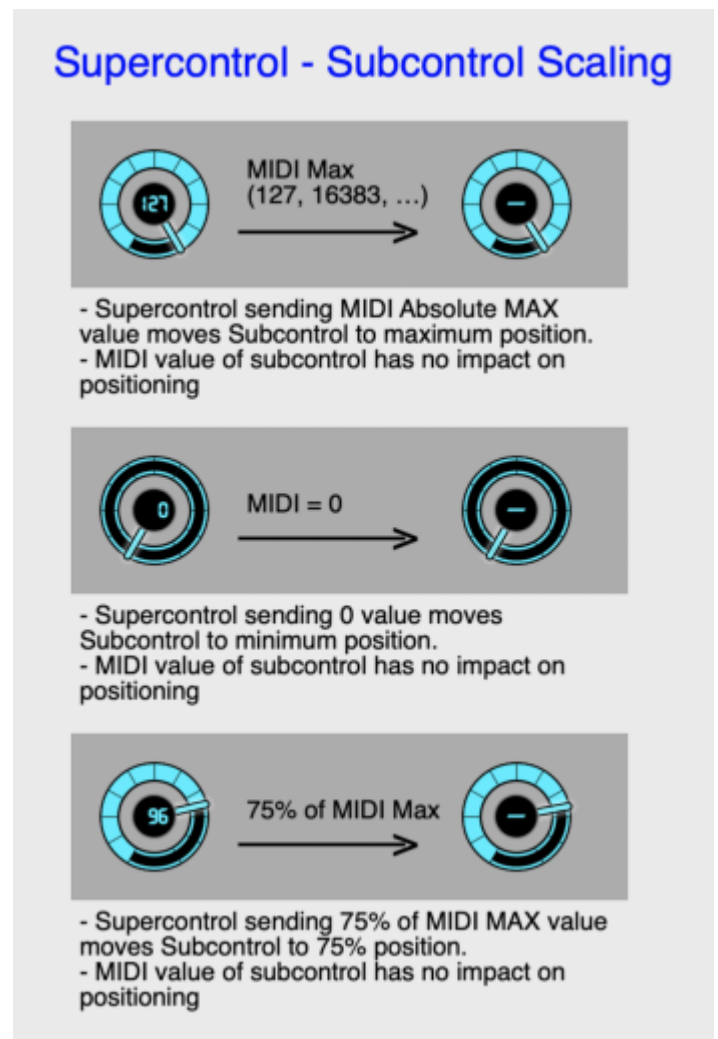 Supercontrol - Subcontrol Scaling
MIDI Max
(127, 16383, …)
127
–
- Supercontrol sending MIDI Absolute MAX
value moves Subcontrol to maximum position.
- MIDI value of subcontrol has no impact on
positioning
0
MIDI = 0
–
- Supercontrol sending 0 value moves
Subcontrol to minimum position.
- MIDI value of subcontrol has no impact on
positioning
96
75% of MIDI Max
–
- Supercontrol sending 75% of MIDI MAX value
moves Subcontrol to 75% position.
- MIDI value of subcontrol has no impact on
positioning